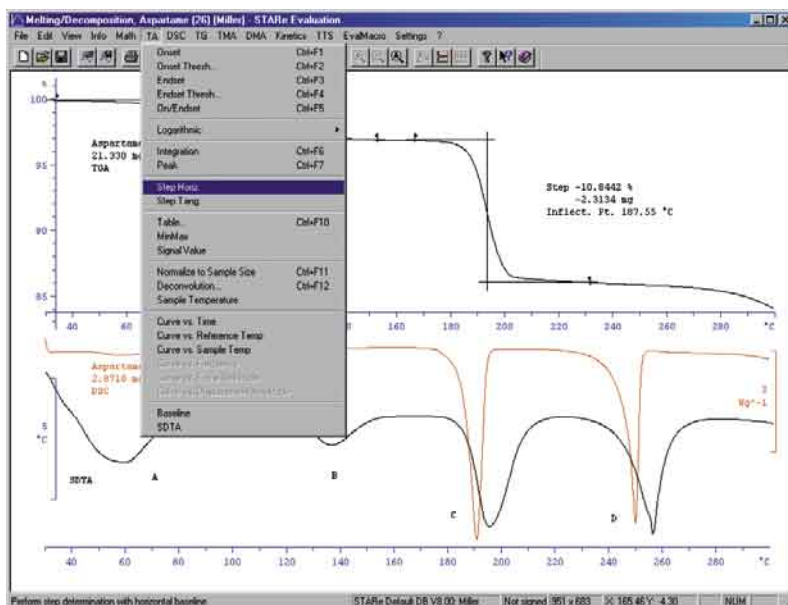 Melting/Decomposition, Aspartame (26) (Miller) - STARe Evaluation
File Edit View Info Math TA DSC TG TMA DMA Kinetics TTS EvalMacro Settings ?
Onset Ctrl+F1
Onset Thresh... Ctrl+F2
Endset Ctrl+F3
Endset Thresh... Ctrl+F4
On/Endset Ctrl+F5
Logarithmic
Integration Ctrl+F6
Peak Ctrl+F7
Step Horiz.
Step Tang.
Table... Ctrl+F10
MinMax
Signal Value
Normalize to Sample Size Ctrl+F11
Deconvolution... Ctrl+F12
Sample Temperature
Curve vs. Time
Curve vs. Reference Temp
Curve vs. Sample Temp
Baseline
SDTA
%
100
95
90
85
Aspartame
21.330 mg
TGA
Step -10.8442 %
-2.3134 mg
Inflect. Pt. 187.55 °C
40 60 160 180 200 220 240 260 280 °C
Aspartame
2.8710 mg
DSC
5
°C
Wg^-1
SDTA
A
B
C
D
40 60 80 100 120 140 160 180 200 220 240 260 280 °C
Perform step determination with horizontal baseline
STARe Default DB V8.00: Miller Not signed 951 x 683 X: 165.46 Y: 4.30 NUM